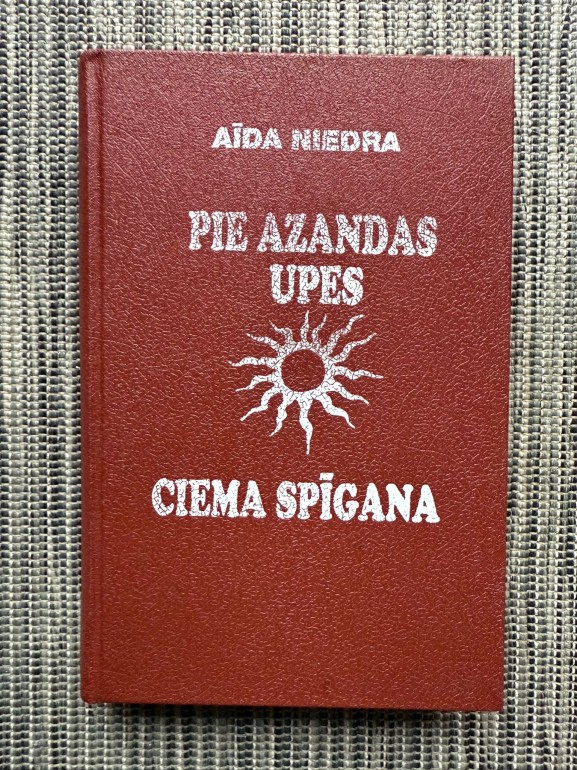 AĪDA NIEDRA
PIE AZANDAS
UPES
CIEMA SPĪGANA